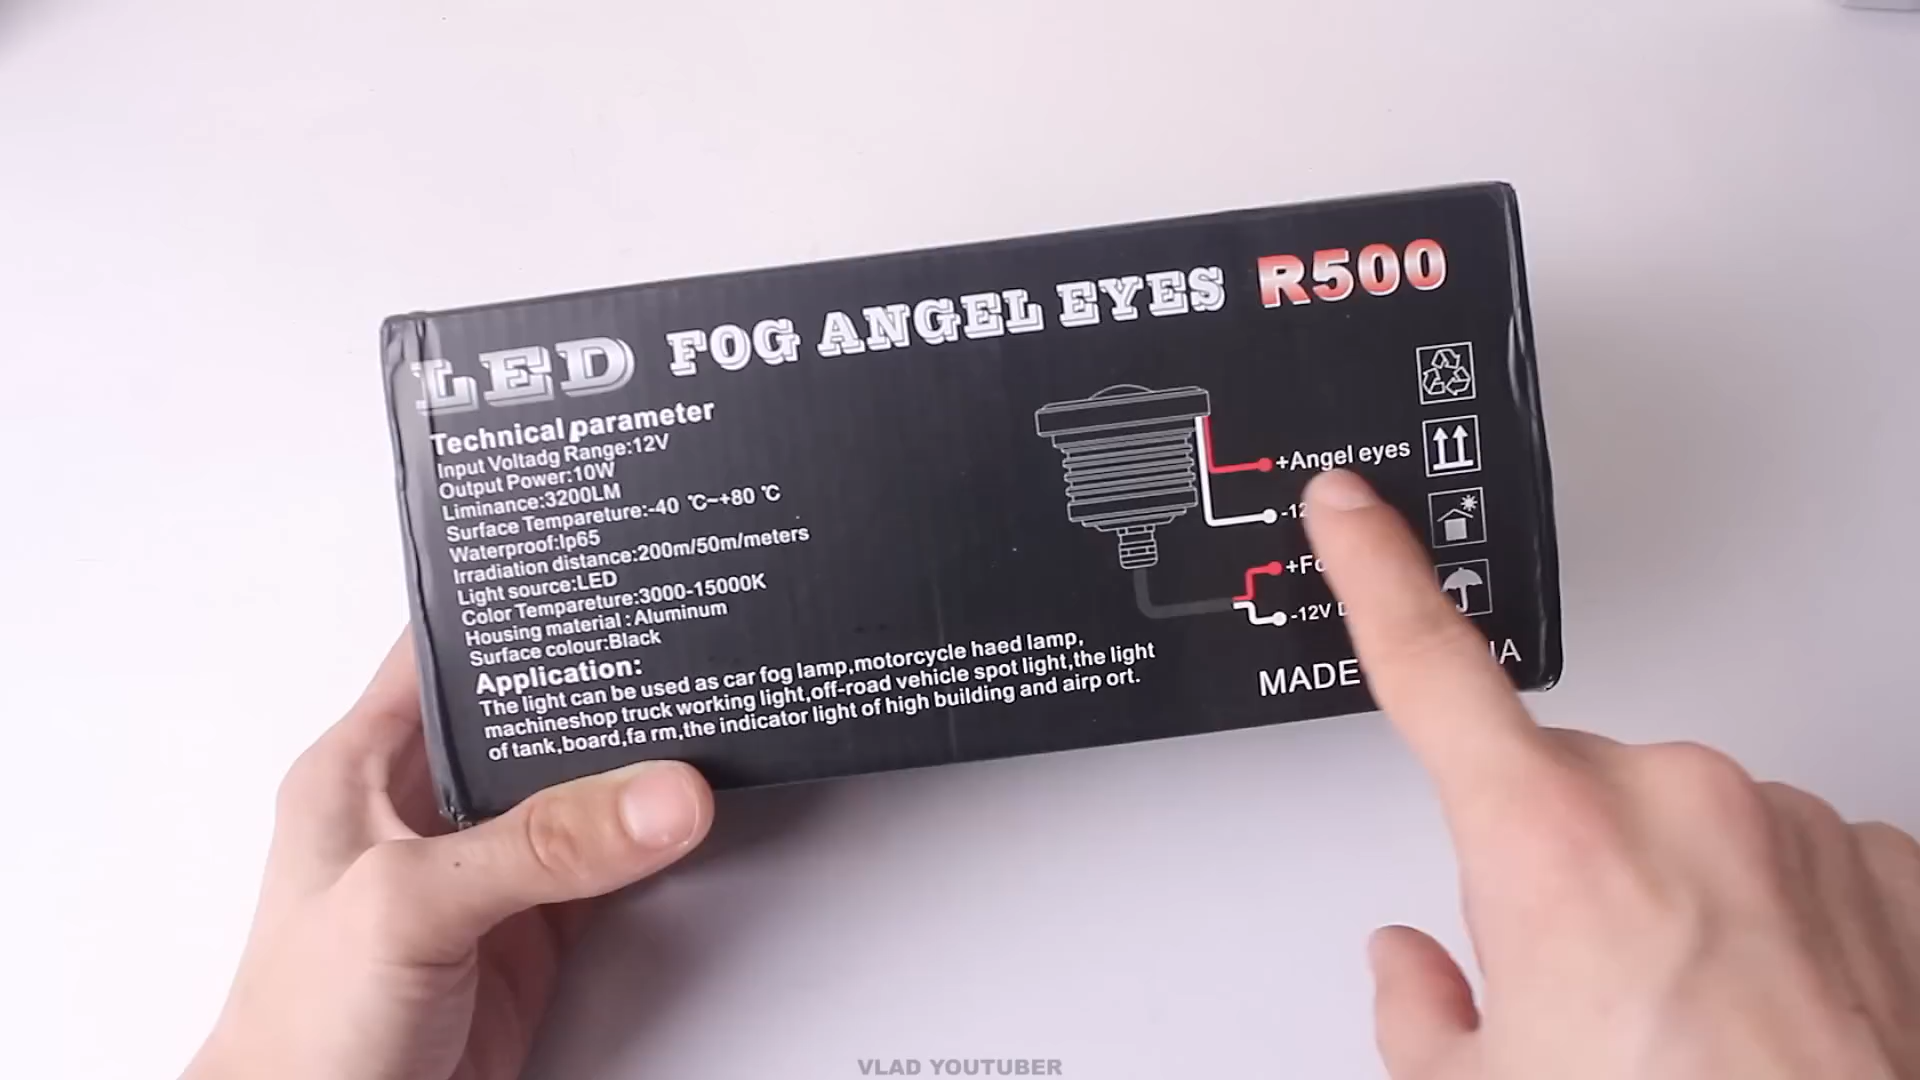 LED FOG ANGEL EYES R500
Technical parameter
Input Voltadg Range:12V
Output Power:10W
Liminance:3200LM
Surface Tempareture:-40 ℃~+80 ℃
Waterproof:Ip65
Irradiation distance:200m/50m/meters
Light source:LED
Color Tempareture:3000-15000K
Housing material:Aluminum
Surface colour:Black
Application:
The light can be used as car fog lamp,motorcycle haed lamp,
machineshop truck working light,off-road vehicle spot light,the light
of tank,board,fa rm,the indicator light of high building and airp ort.
+Angel eyes
-12V
MADE
VLAD YOUTUBER